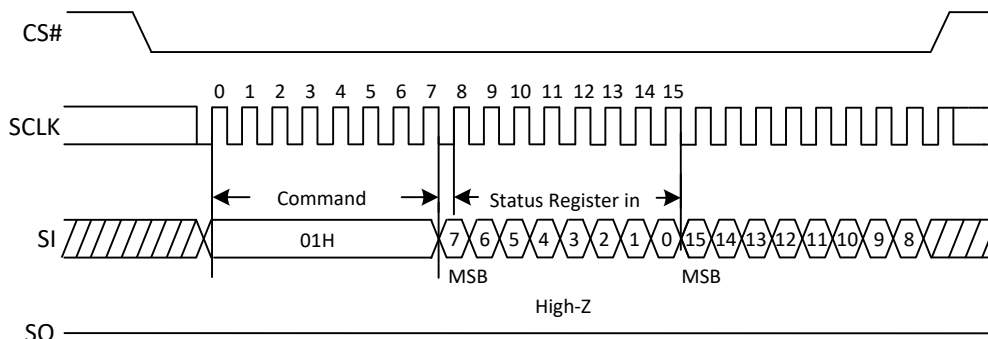 CS#
0 1 2 3 4 5 6 7 8 9 10 11 12 13 14 15
SCLK
Command Status Register in
SI 01H 7 6 5 4 3 2 1 0 15 14 13 12 11 10 9 8
MSB MSB
High-Z
SO